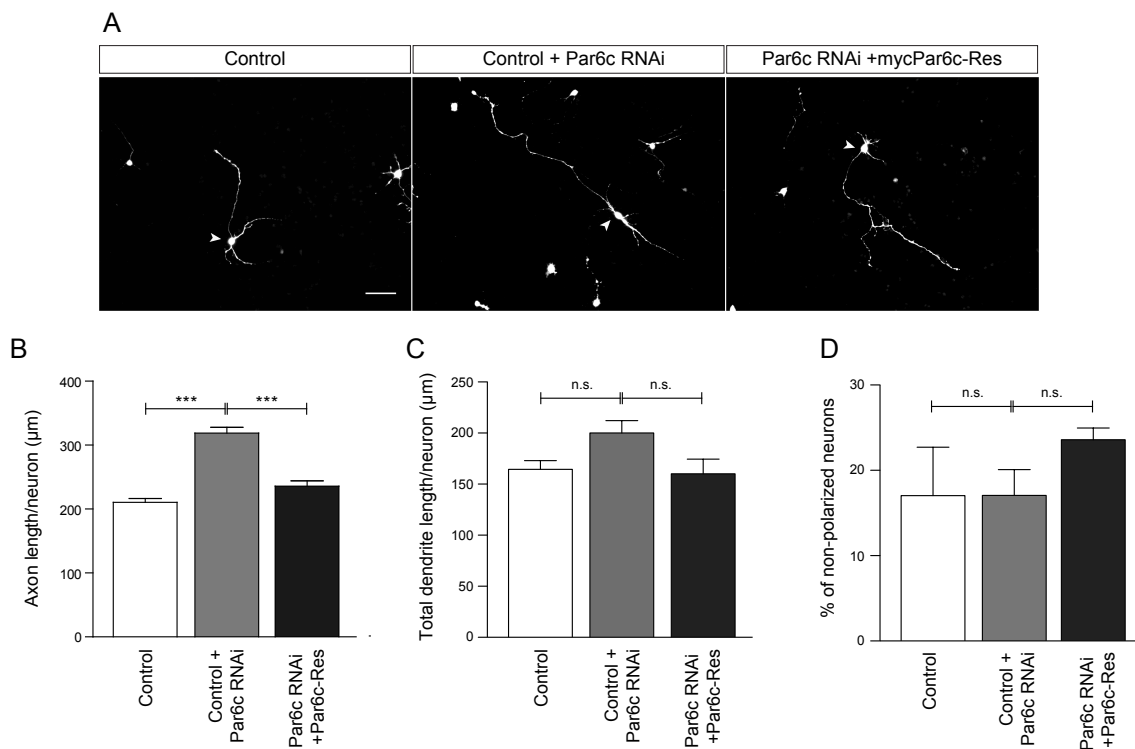 A
Control
Control + Par6c RNAi
Par6c RNAi +mycPar6c-Res
B
Axon length/neuron (µm)
400
300
200
100
0
***
***
Control
Control +
Par6c RNAi
Par6c RNAi
+Par6c-Res
C
Total dendrite length/neuron (µm)
250
200
150
100
50
0
n.s.
n.s.
Control
Control +
Par6c RNAi
Par6c RNAi
+Par6c-Res
D
% of non-polarized neurons
30
20
10
0
n.s.
n.s.
Control
Control +
Par6c RNAi
Par6c RNAi
+Par6c-Res